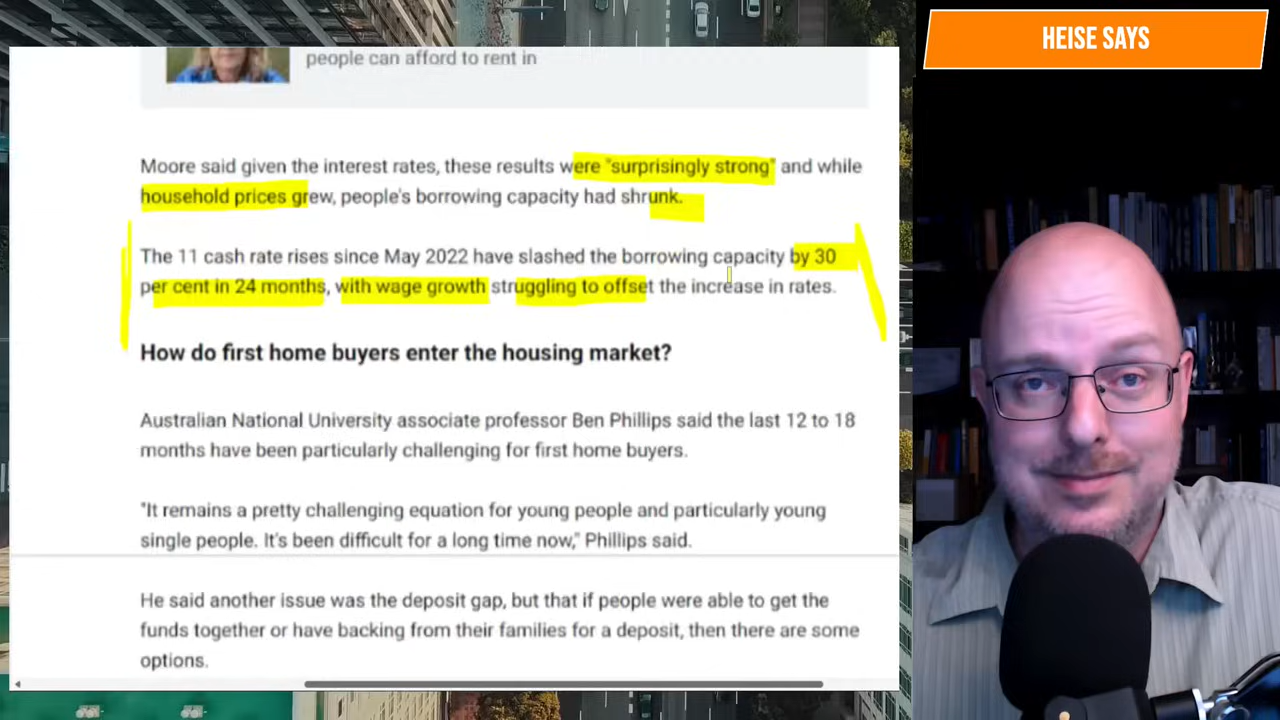 HEISE SAYS
people can afford to rent in
Moore said given the interest rates, these results were "surprisingly strong" and while
household prices grew, people's borrowing capacity had shrunk.
The 11 cash rate rises since May 2022 have slashed the borrowing capacity by 30
per cent in 24 months, with wage growth struggling to offset the increase in rates.
How do first home buyers enter the housing market?
Australian National University associate professor Ben Phillips said the last 12 to 18
months have been particularly challenging for first home buyers.
"It remains a pretty challenging equation for young people and particularly young
single people. It's been difficult for a long time now," Phillips said.
He said another issue was the deposit gap, but that if people were able to get the
funds together or have backing from their families for a deposit, then there are some
options.